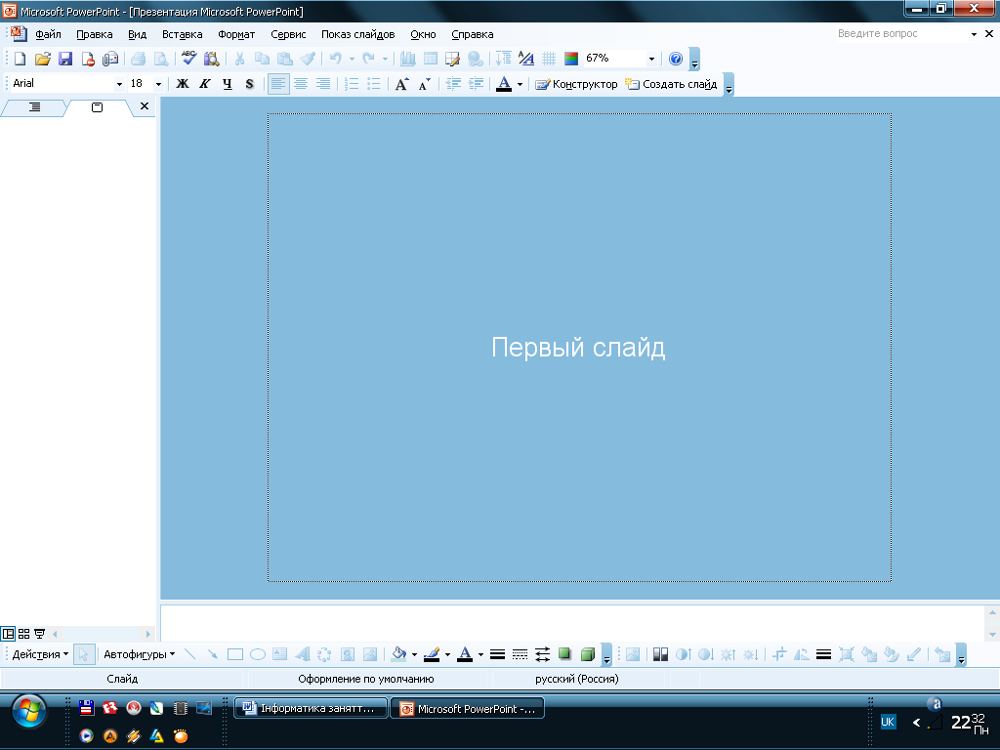 Microsoft PowerPoint - [Презентация Microsoft PowerPoint]
Файл Правка Вид Вставка Формат Сервис Показ слайдов Окно Справка Введите вопрос
67%
Arial 18 Ж К Ч S Конструктор Создать слайд
Первый слайд
Действия Автофигуры
Слайд Оформление по умолчанию русский (Россия)
Інформатика занятт... Microsoft PowerPoint -...
UK 22 32 Пн